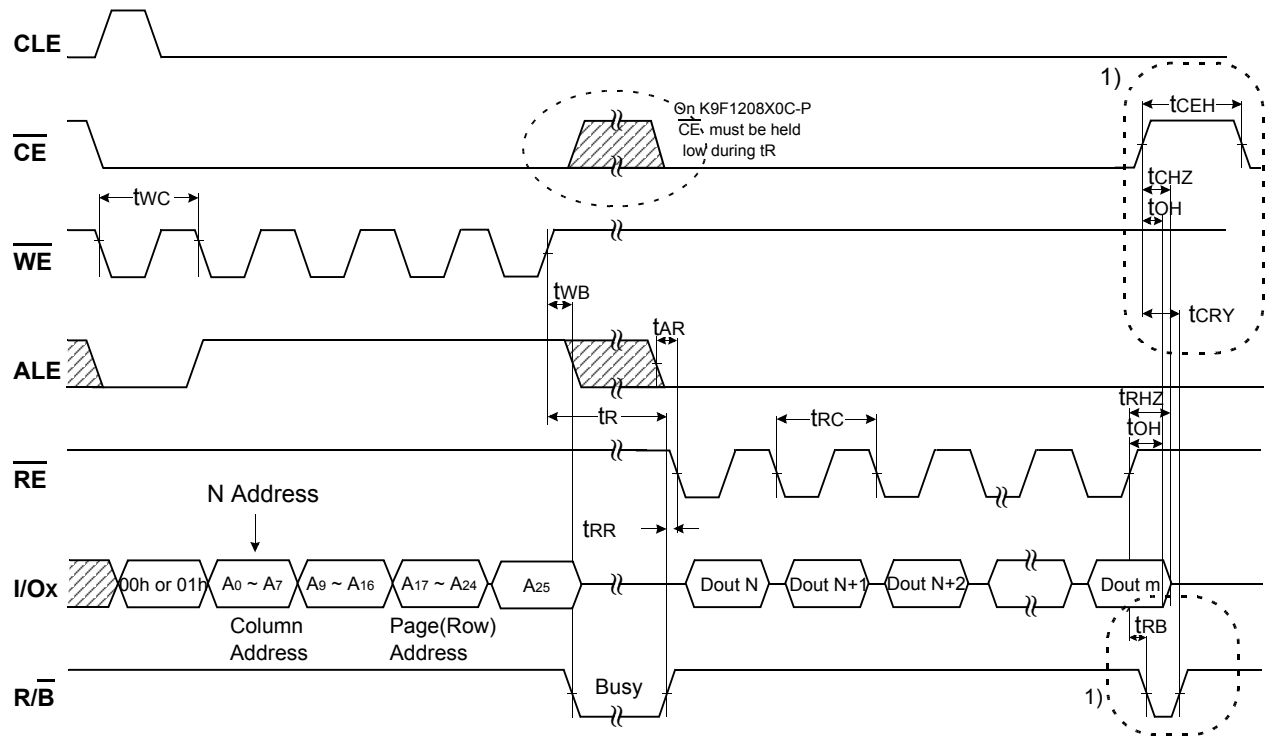 CLE
1)
tCEH
On K9F1208X0C-P
CE must be held
low during tR
CE
tCHZ
tOH
tWC
WE
tWB
tCRY
tAR
ALE
tRHZ
tR
tRC
tOH
RE
N Address
tRR
I/Ox
00h or 01h
A0 ~ A7
A9 ~ A16
A17 ~ A24
A25
Dout N
Dout N+1
Dout N+2
Dout m
Column
Address
Page(Row)
Address
tRB
R/B
Busy
1)